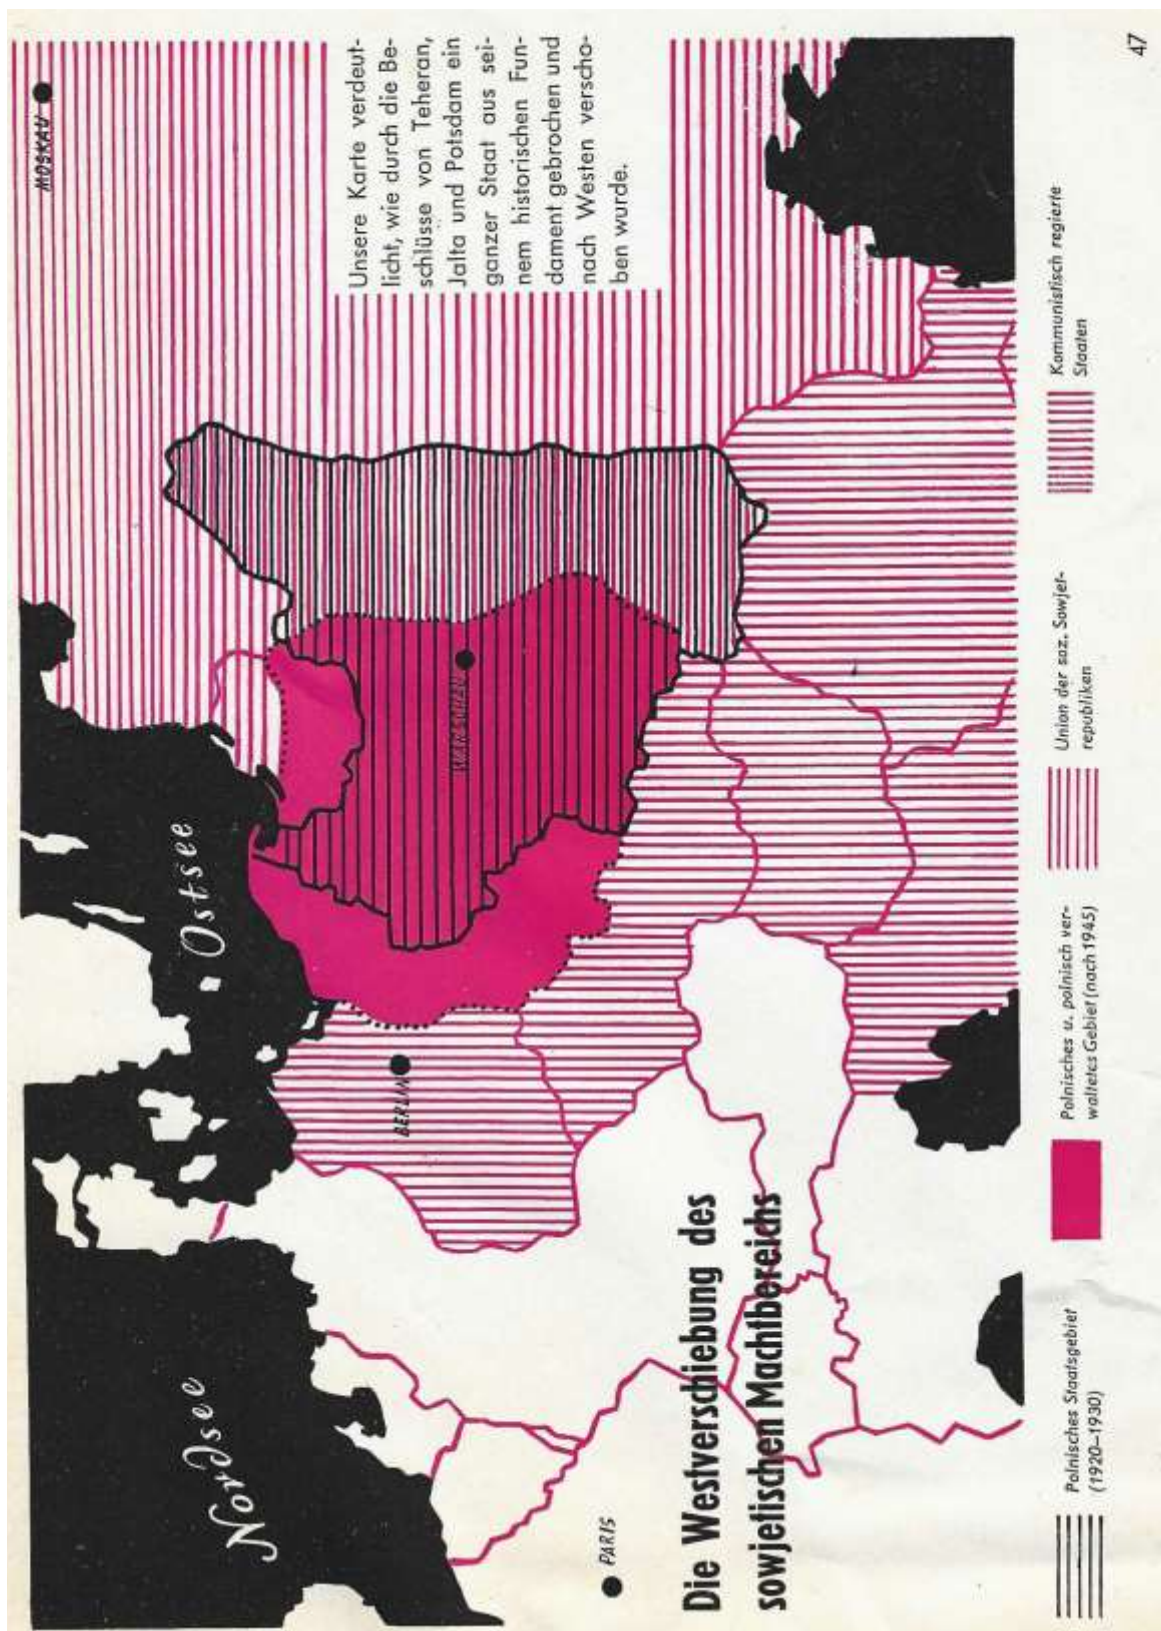 MOSKAU
Unsere Karte verdeut-
licht, wie durch die Be-
schlüsse von Teheran,
Jalta und Potsdam ein
ganzer Staat aus sei-
nem historischen Fun-
dament gebrochen und
nach Westen verscho-
ben wurde.
Nordsee
Ostsee
BERLIN
WARSCHAU
PARIS
Die Westverschiebung des
sowjetischen Machtbereichs
Polnisches Staatsgebiet
(1920–1930)
Polnisches u. polnisch ver-
waltetes Gebiet (nach 1945)
Union der soz. Sowjet-
republiken
Kommunistisch regierte
Staaten
47